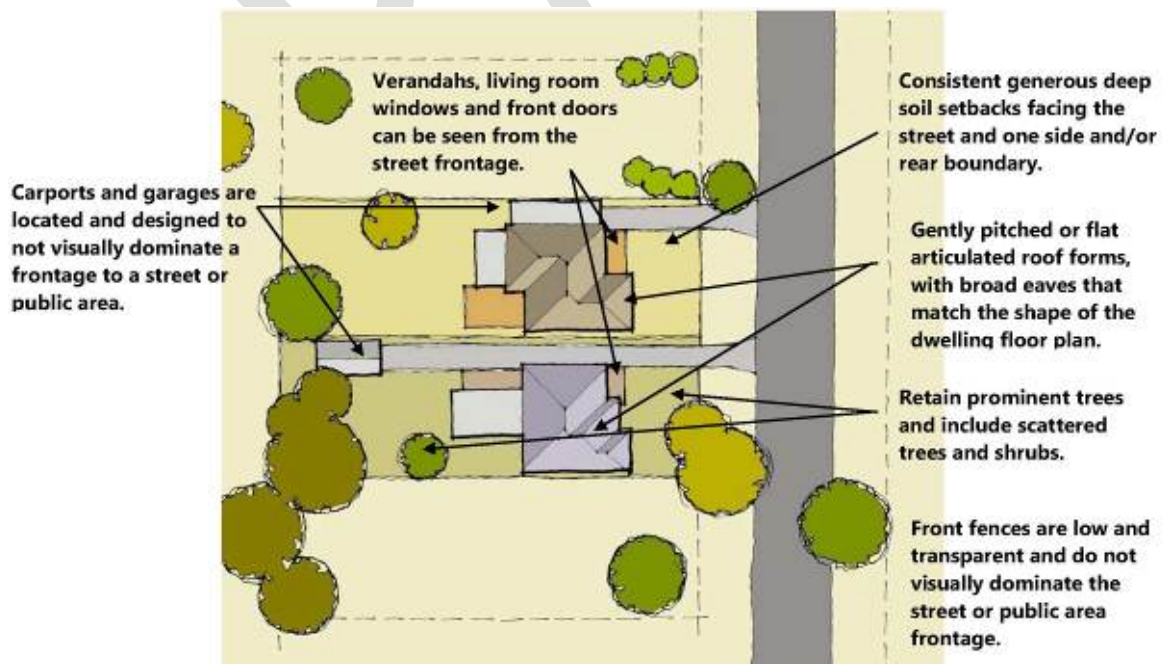 Verandahs, living room
windows and front doors
can be seen from the
street frontage.
Consistent generous deep
soil setbacks facing the
street and one side and/or
rear boundary.
Carports and garages are
located and designed to
not visually dominate a
frontage to a street or
public area.
Gently pitched or flat
articulated roof forms,
with broad eaves that
match the shape of the
dwelling floor plan.
Retain prominent trees
and include scattered
trees and shrubs.
Front fences are low and
transparent and do not
visually dominate the
street or public area
frontage.